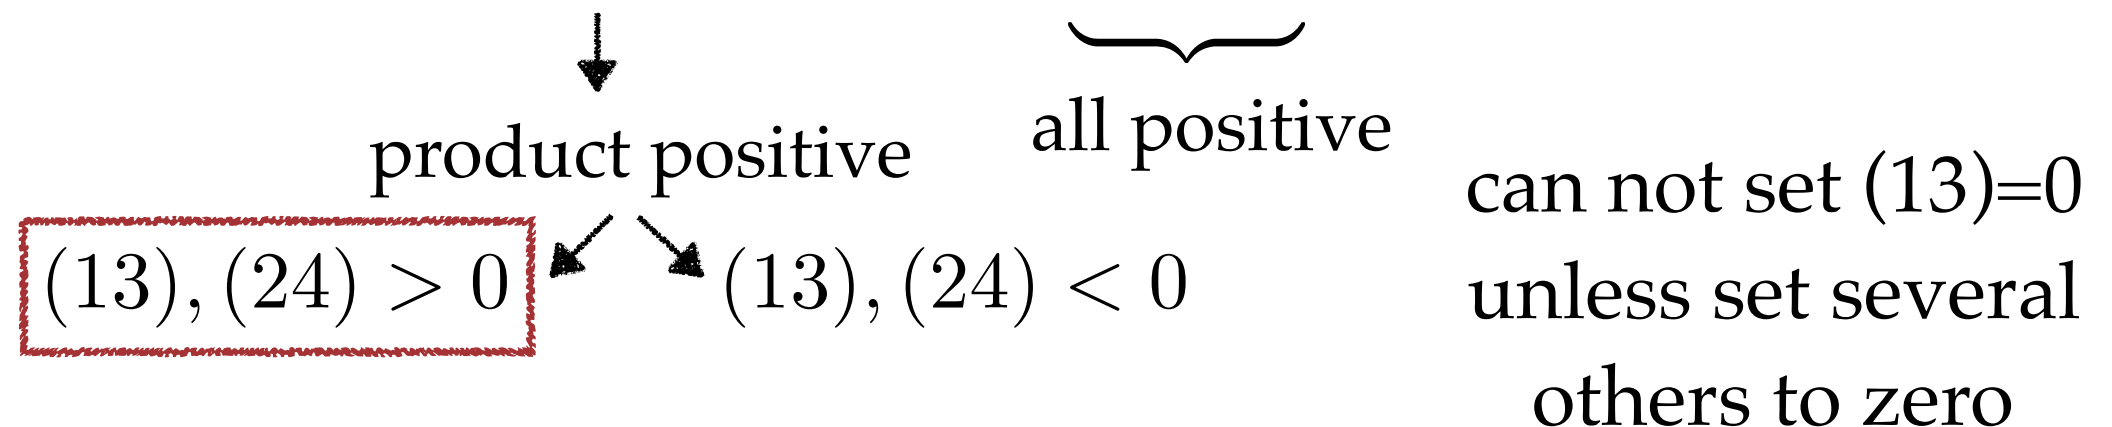 all positive
product positive
can not set (13)=0
(13), (24) > 0
(13), (24) < 0
unless set several
others to zero